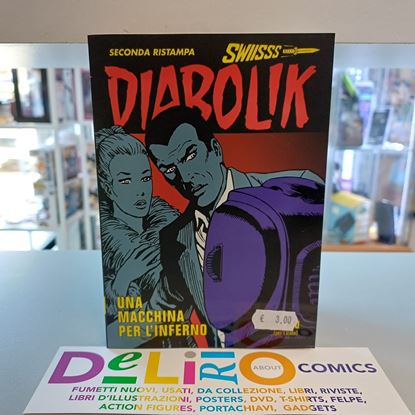 SECONDA RISTAMPA
SWIISSS
DIABOLIK
UNA
MACCHINA
PER L'INFERNO
€ 3,00
DeLiRiO
ABOUT
COMICS
FUMETTI NUOVI, USATI, DA COLLEZIONE, LIBRI, RIVISTE,
LIBRI D'ILLUSTRAZIONI, POSTERS, DVD, T-SHIRTS, FELPE,
ACTION FIGURES, PORTACHIAVI, GADGETS